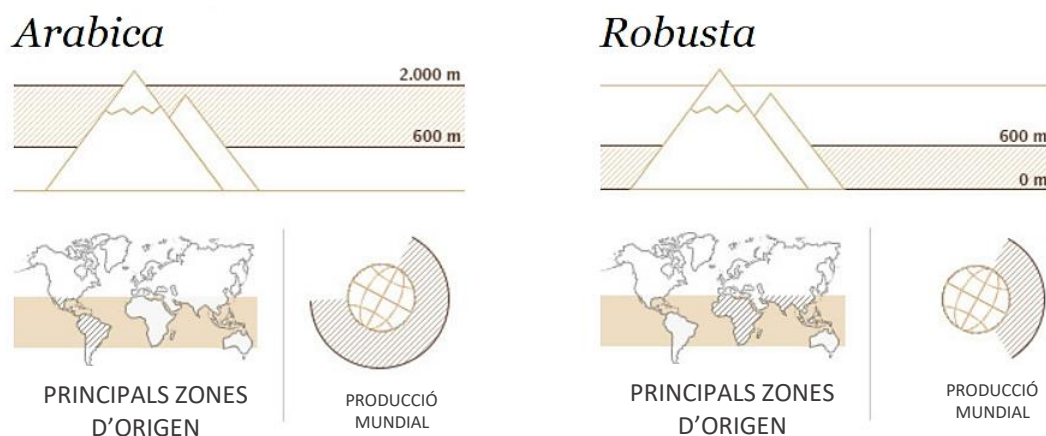 Arabica
2.000 m
600 m
PRINCIPALS ZONES
D’ORIGEN
PRODUCCIÓ
MUNDIAL
Robusta
600 m
0 m
PRINCIPALS ZONES
D’ORIGEN
PRODUCCIÓ
MUNDIAL